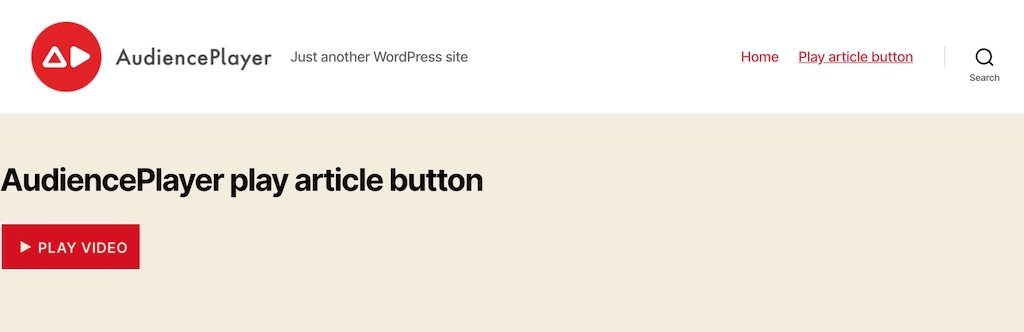 AudiencePlayer
Just another WordPress site
Home
Play article button
Search
AudiencePlayer play article button
PLAY VIDEO